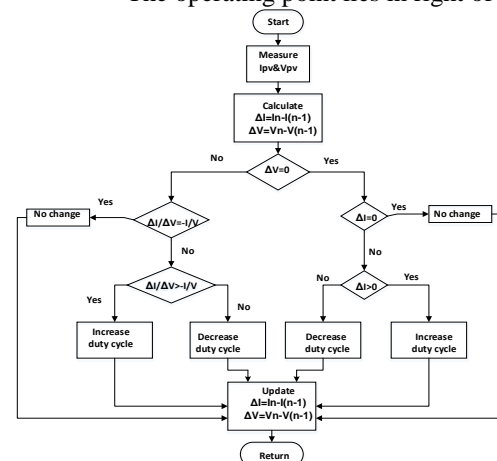 The operating point lies in right of
Start
Measure
Ipv&Vpv
Calculate
ΔI=In-I(n-1)
ΔV=Vn-V(n-1)
No
Yes
ΔV=0
Yes
No change
ΔI/ΔV=-I/V
ΔI=0
Yes
No change
No
No
ΔI/ΔV>-I/V
No
ΔI>0
Yes
Yes
No
Increase
duty cycle
Decrease
duty cycle
Decrease
duty cycle
Increase
duty cycle
Update
ΔI=In-I(n-1)
ΔV=Vn-V(n-1)
Return